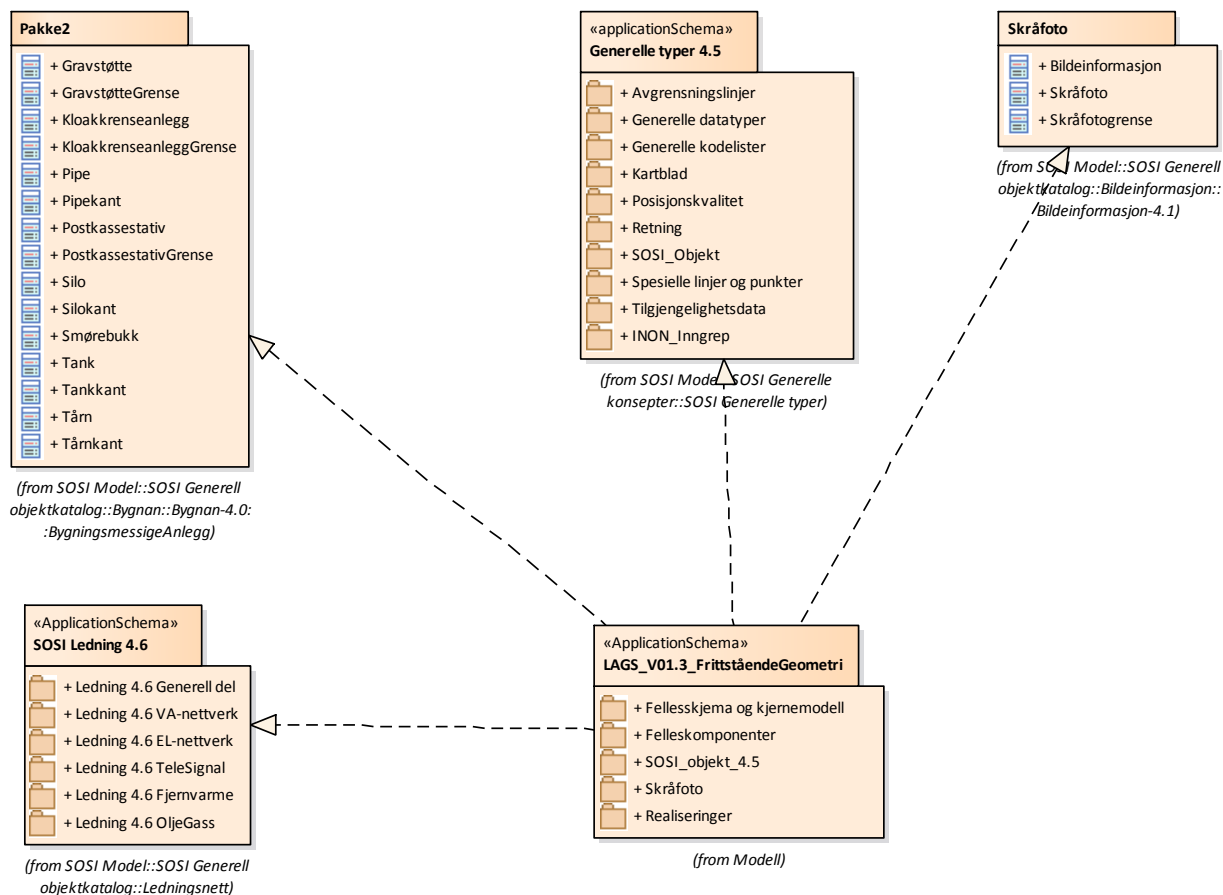 Pakke2
+ Gravstøtte
+ GravstøtteGrense
+ Kloakkrenseanlegg
+ KloakkrenseanleggGrense
+ Pipe
+ Pipekant
+ Postkassestativ
+ PostkassestativGrense
+ Silo
+ Silokant
+ Smørebukk
+ Tank
+ Tankkant
+ Tårn
+ Tårnkant
(from SOSI Model::SOSI Generell
objektkatalog::Bygnan::Bygnan-4.0:
:BygningsmessigeAnlegg)
«applicationSchema»
Generelle typer 4.5
+ Avgrensningslinjer
+ Generelle datatyper
+ Generelle kodelister
+ Kartblad
+ Posisjonskvalitet
+ Retning
+ SOSI_Objekt
+ Spesielle linjer og punkter
+ Tilgjengelighetsdata
+ INON_Inngrep
(from SOSI Model::SOSI Generelle
konsepter::SOSI Generelle typer)
Skråfoto
+ Bildeinformasjon
+ Skråfoto
+ Skråfotogrense
(from SOSI Model::SOSI Generell
objektkatalog::Bildeinformasjon::
Bildeinformasjon-4.1)
«ApplicationSchema»
SOSI Ledning 4.6
+ Ledning 4.6 Generell del
+ Ledning 4.6 VA-nettverk
+ Ledning 4.6 EL-nettverk
+ Ledning 4.6 TeleSignal
+ Ledning 4.6 Fjernvarme
+ Ledning 4.6 OljeGass
(from SOSI Model::SOSI Generell
objektkatalog::Ledningsnett)
«ApplicationSchema»
LAGS_V01.3_FrittståendeGeometri
+ Fellesskjema og kjernemodell
+ Felleskomponenter
+ SOSI_objekt_4.5
+ Skråfoto
+ Realiseringer
(from Modell)